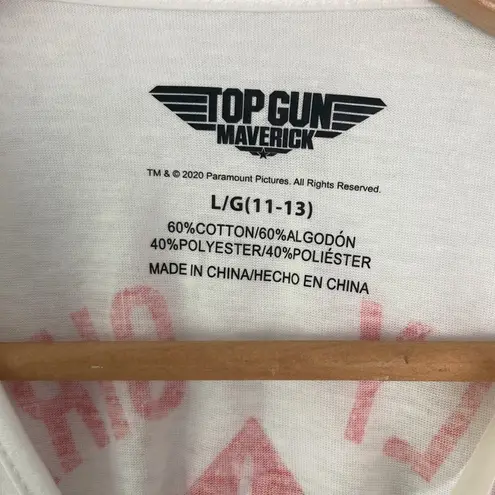 TOP GUN
MAVERICK
TM & © 2020 Paramount Pictures. All Rights Reserved.
L/G(11-13)
60%COTTON/60%ALGODÓN
40%POLYESTER/40%POLIÉSTER
MADE IN CHINA/HECHO EN CHINA